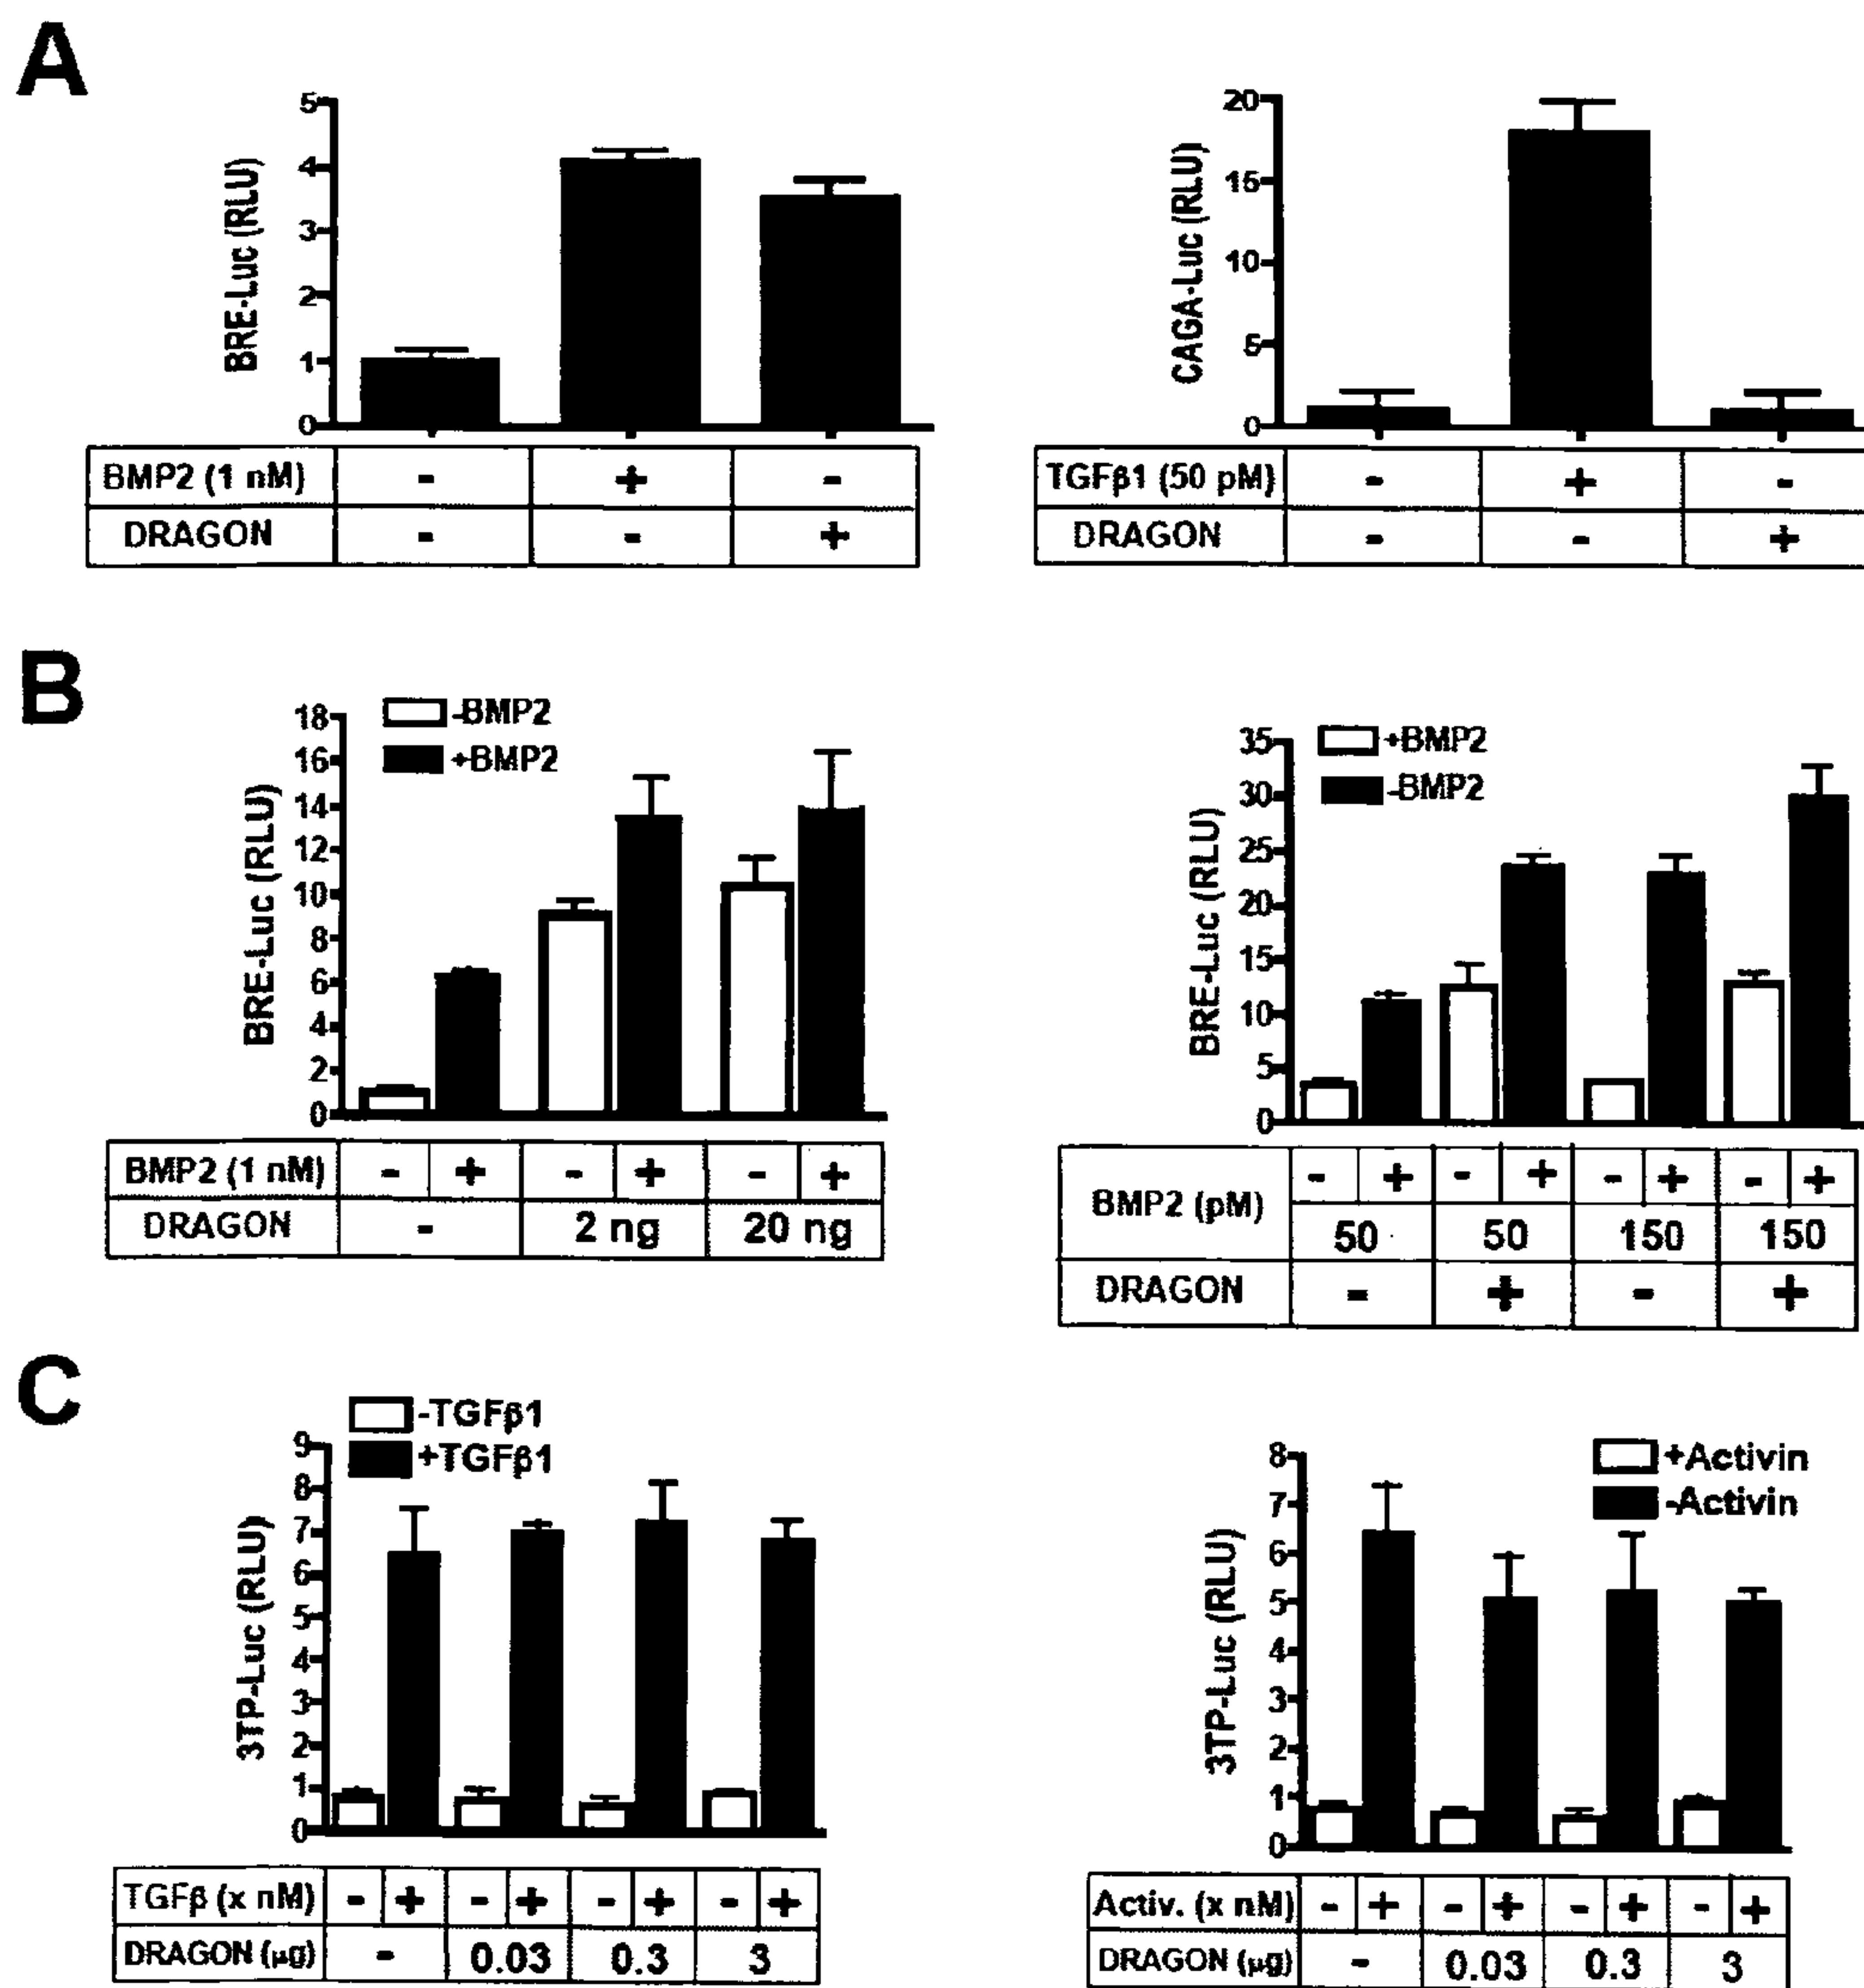 A
5
4
3
2
1
0
BRE-Luc (RLU)
BMP2 (1 nM) - + -
DRAGON - - +
20
15
10
5
0
CAGA-Luc (RLU)
TGFβ1 (50 pM) - + -
DRAGON - - +
B
-BMP2
+BMP2
18
16
14
12
10
8
6
4
2
0
BRE-Luc (RLU)
BMP2 (1 nM) - + - + - +
DRAGON - 2 ng 20 ng
+BMP2
-BMP2
35
30
25
20
15
10
5
0
BRE-Luc (RLU)
BMP2 (pM) - + - + - + - +
50 50 150 150
DRAGON - + - +
C
-TGFβ1
+TGFβ1
9
8
7
6
5
4
3
2
1
0
3TP-Luc (RLU)
TGFβ (x nM) - + - + - + - +
DRAGON (μg) - 0.03 0.3 3
+Activin
-Activin
8
7
6
5
4
3
2
1
0
3TP-Luc (RLU)
Activ. (x nM) - + - + - + - +
DRAGON (μg) - 0.03 0.3 3